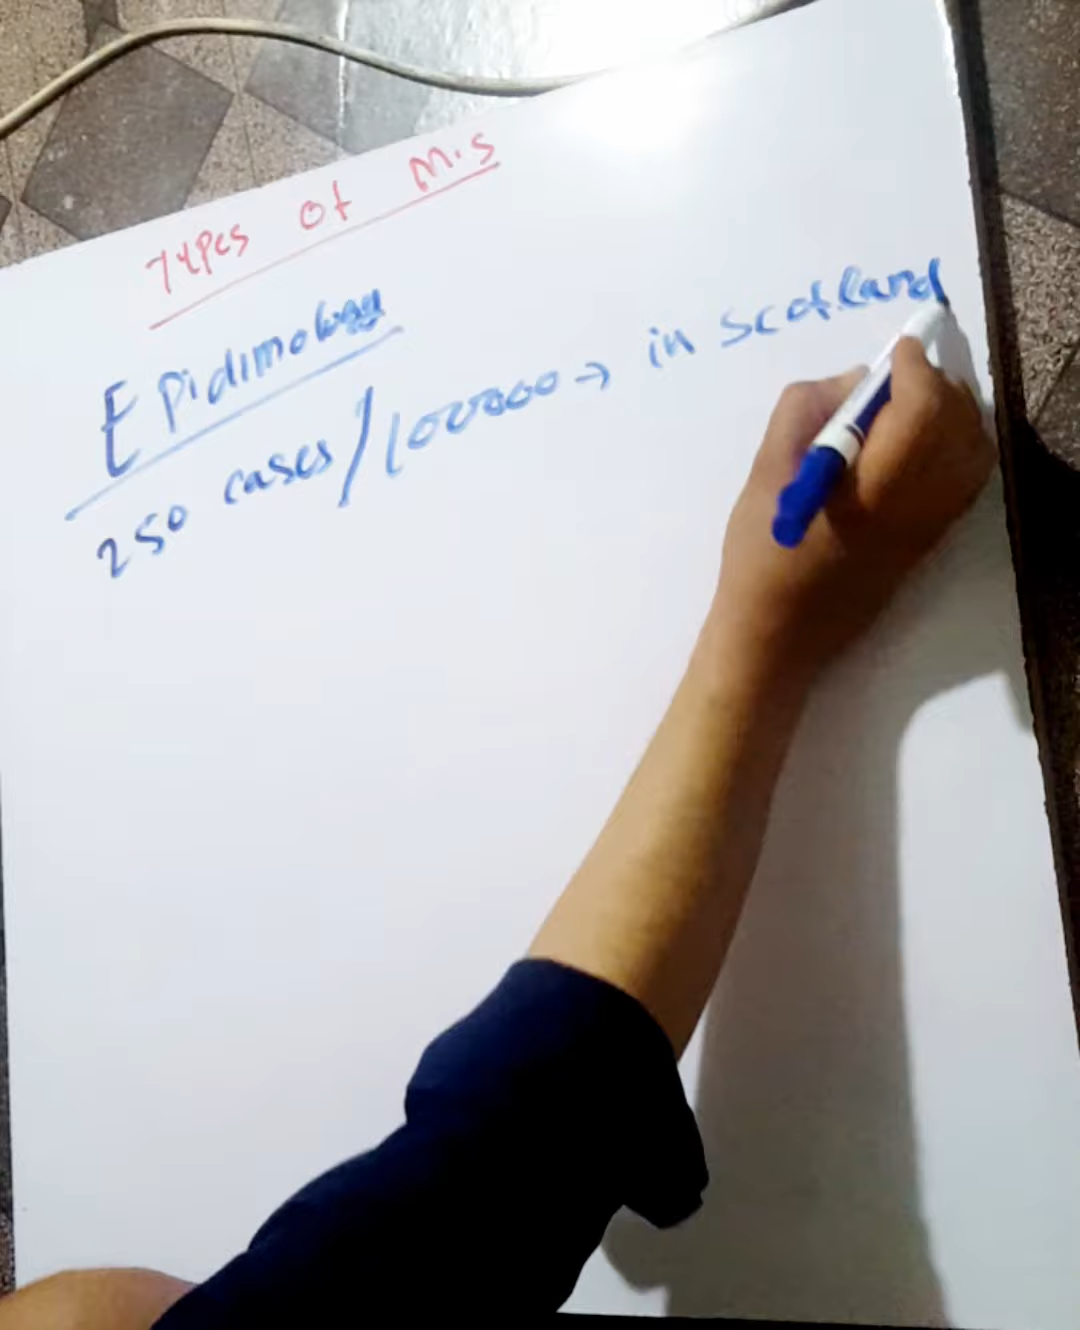 Types of M.S
Epidimology
250 cases/100000 → in Scotland